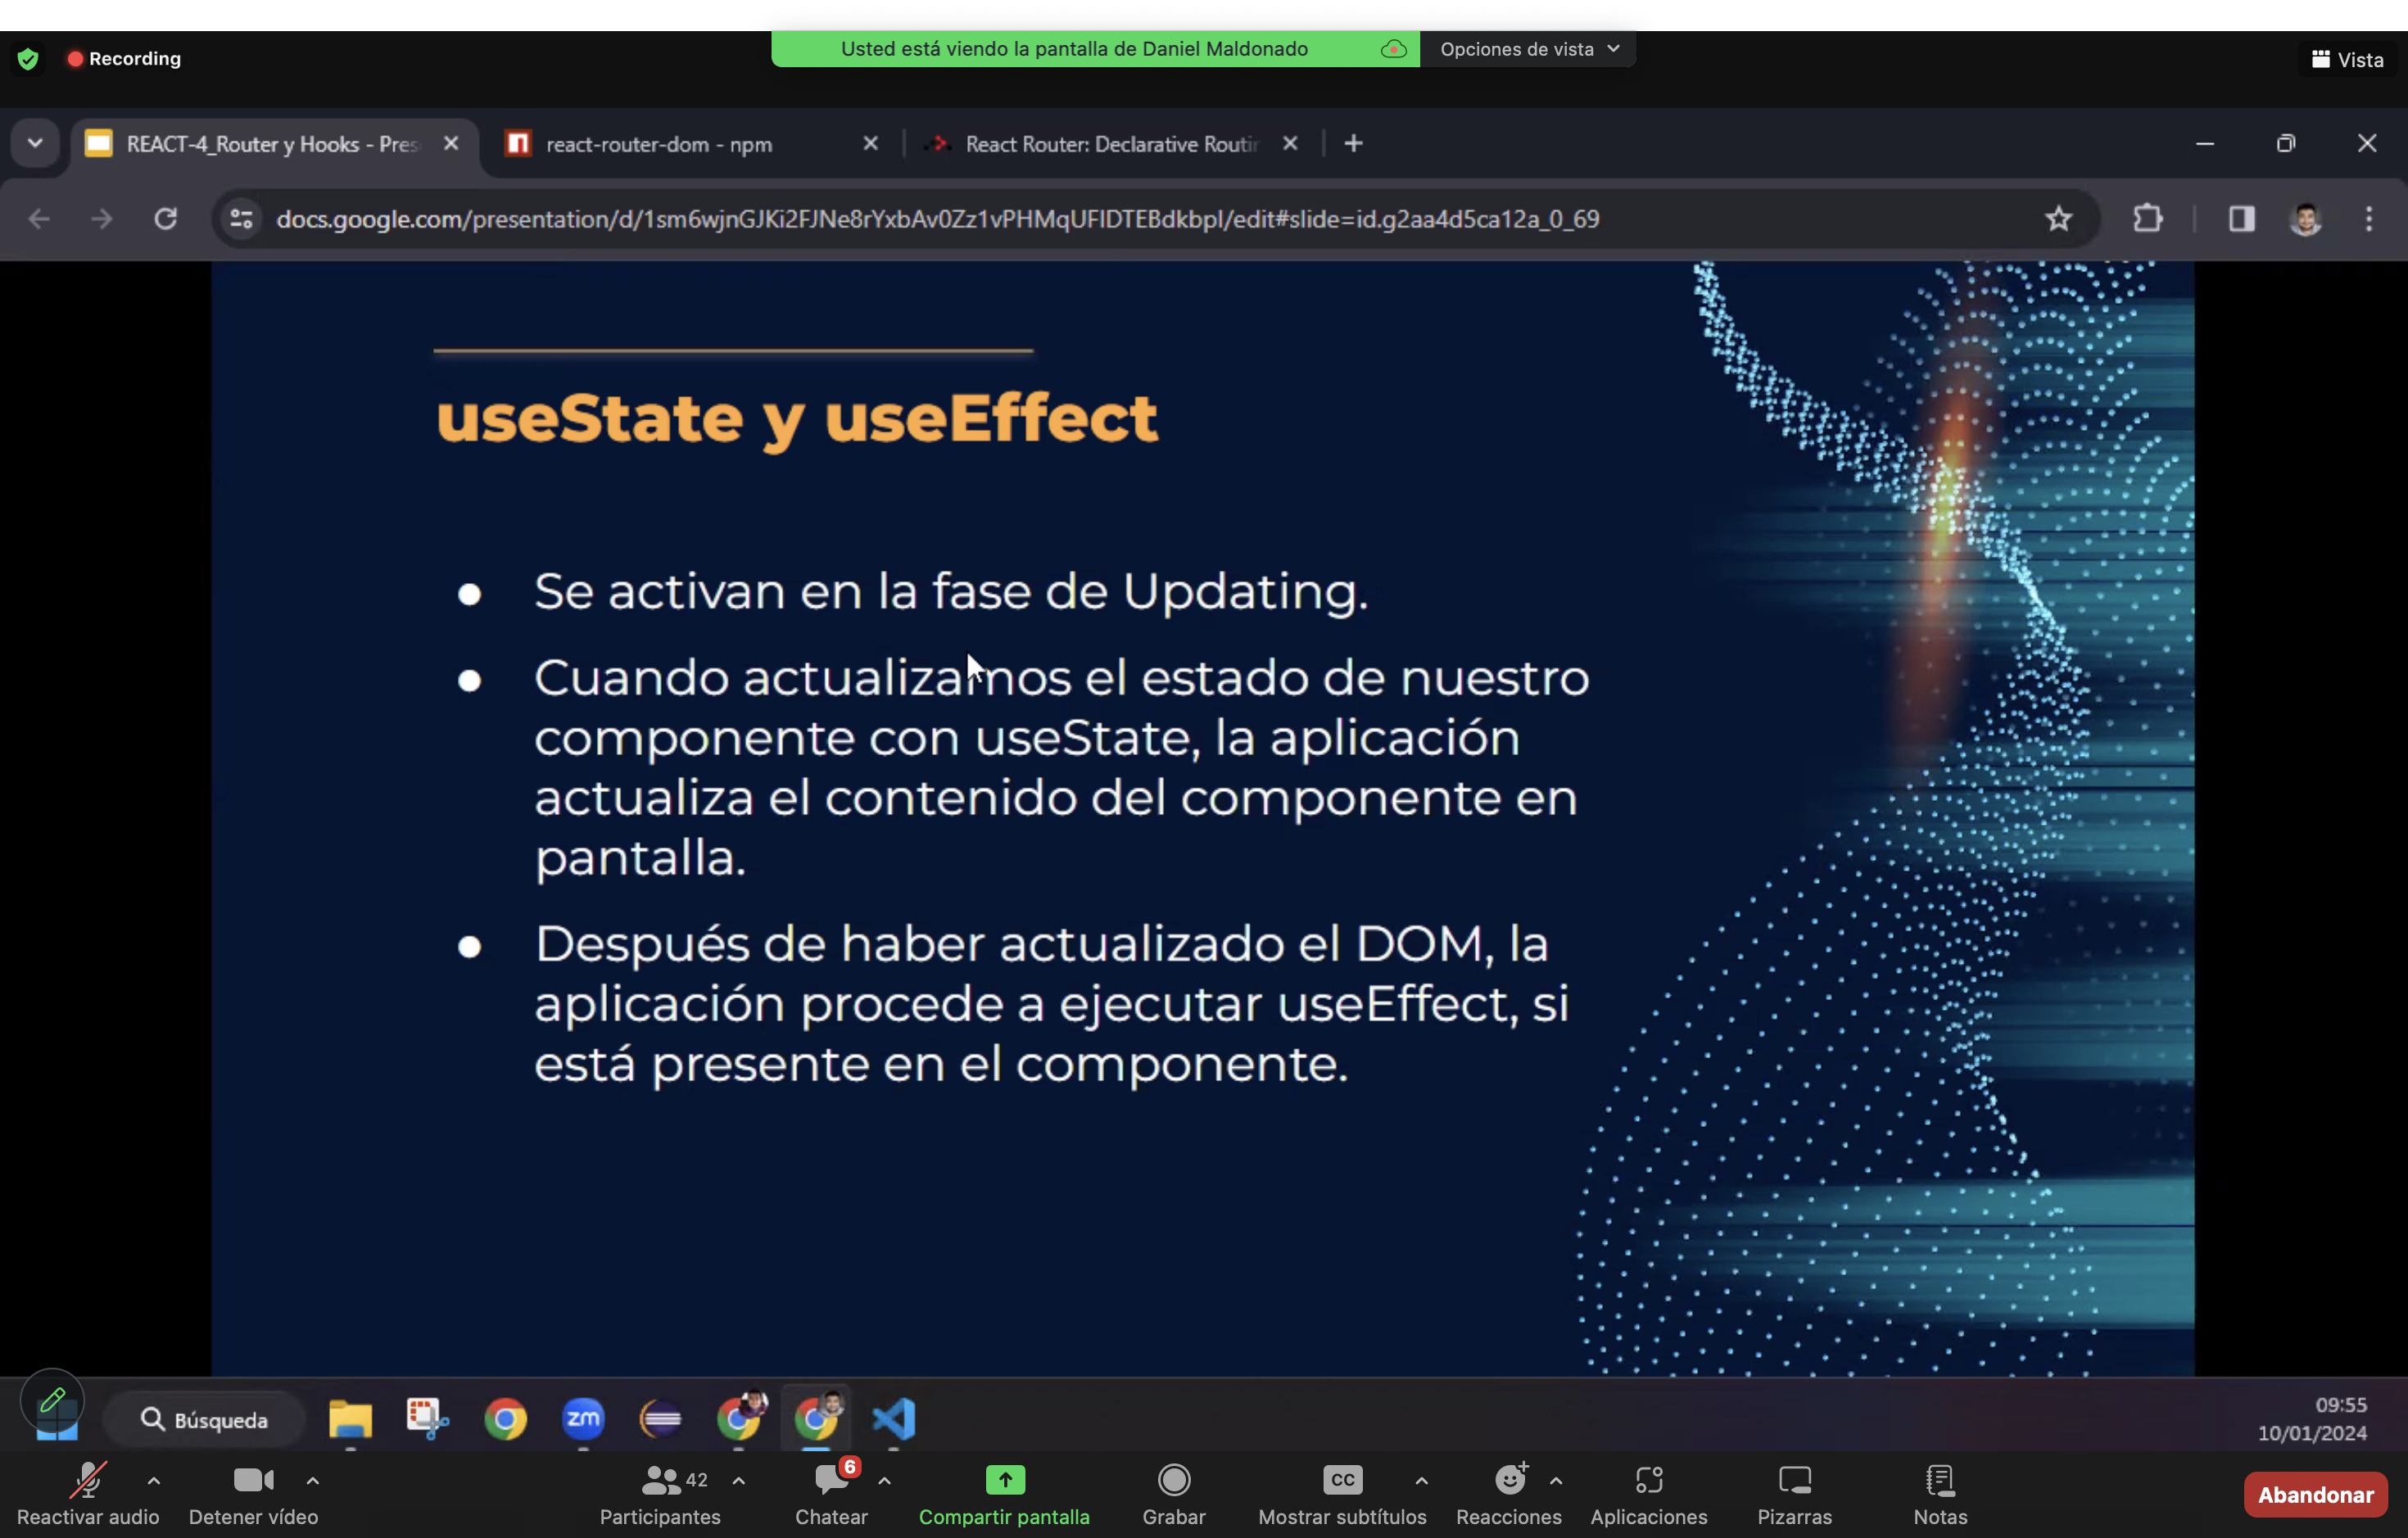 Recording
Usted está viendo la pantalla de Daniel Maldonado
Opciones de vista
Vista
REACT-4_Router y Hooks - Pres
react-router-dom - npm
React Router: Declarative Routin
docs.google.com/presentation/d/1sm6wjnGJKi2FJNe8rYxbAv0Zz1vPHMqUFIDTEBdkbpI/edit#slide=id.g2aa4d5ca12a_0_69
useState y useEffect
● Se activan en la fase de Updating.
● Cuando actualizamos el estado de nuestro
componente con useState, la aplicación
actualiza el contenido del componente en
pantalla.
● Después de haber actualizado el DOM, la
aplicación procede a ejecutar useEffect, si
está presente en el componente.
Búsqueda
zm
09:55
10/01/2024
Reactivar audio
Detener vídeo
42
Participantes
6
Chatear
Compartir pantalla
Grabar
CC
Mostrar subtítulos
Reacciones
Aplicaciones
Pizarras
Notas
Abandonar